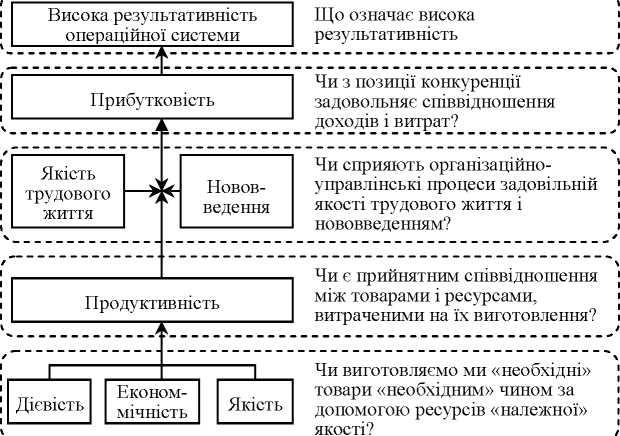 Висока результативність
операційної системи
Що означає висока
результативність
Прибутковість
Чи з позиції конкуренції
задовольняє співвідношення
доходів і витрат?
Якість
трудового
життя
Новов-
ведення
Чи сприяють організаційно-
управлінські процеси задовільній
якості трудового життя і
нововведенням?
Продуктивність
Чи є прийнятним співвідношення
між товарами і ресурсами,
витраченими на їх виготовлення?
Дієвість
Економ-
мічність
Якість
Чи виготовляємо ми «необхідні»
товари «необхідним» чином за
допомогою ресурсів «належної»
якості?